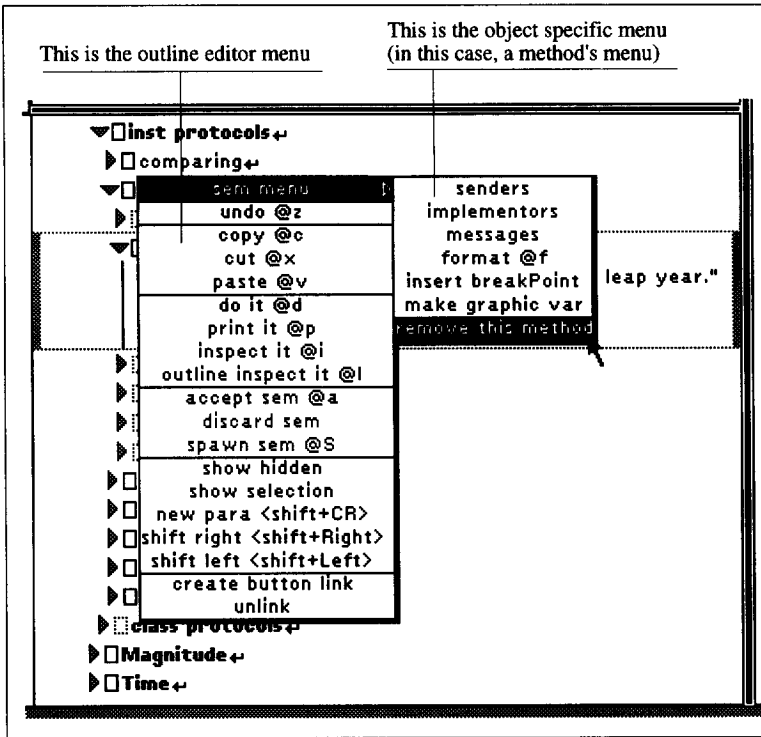 This is the outline editor menu
This is the object specific menu
(in this case, a method's menu)
inst protocols↵
comparing↵
sem menu
undo @z
copy @c
cut @x
paste @v
do it @d
print it @p
inspect it @i
outline inspect it @I
accept sem @a
discard sem
spawn sem @S
show hidden
show selection
new para <shift+CR>
shift right <shift+Right>
shift left <shift+Left>
create button link
unlink
senders
implementors
messages
format @f
insert breakPoint
make graphic var
remove this method
leap year."
class protocols↵
Magnitude↵
Time↵